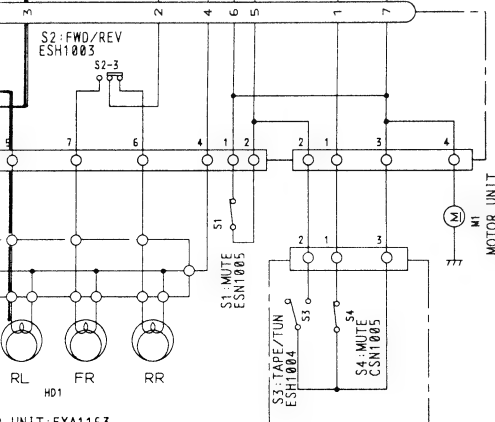 3 2 4 6 5 1 7
S2:FWD/REV
ESH1003
S2-3
5 7 6 4 1 2 2 1 3 4
M
M1
MOTOR UNIT
S1
S1:MUTE
ESN1005
2 1 3
S3
S4
S3:TAPE/TUN
ESH1004
S4:MUTE
CSN1005
RL FR RR
HD1
UNIT:EXA1153